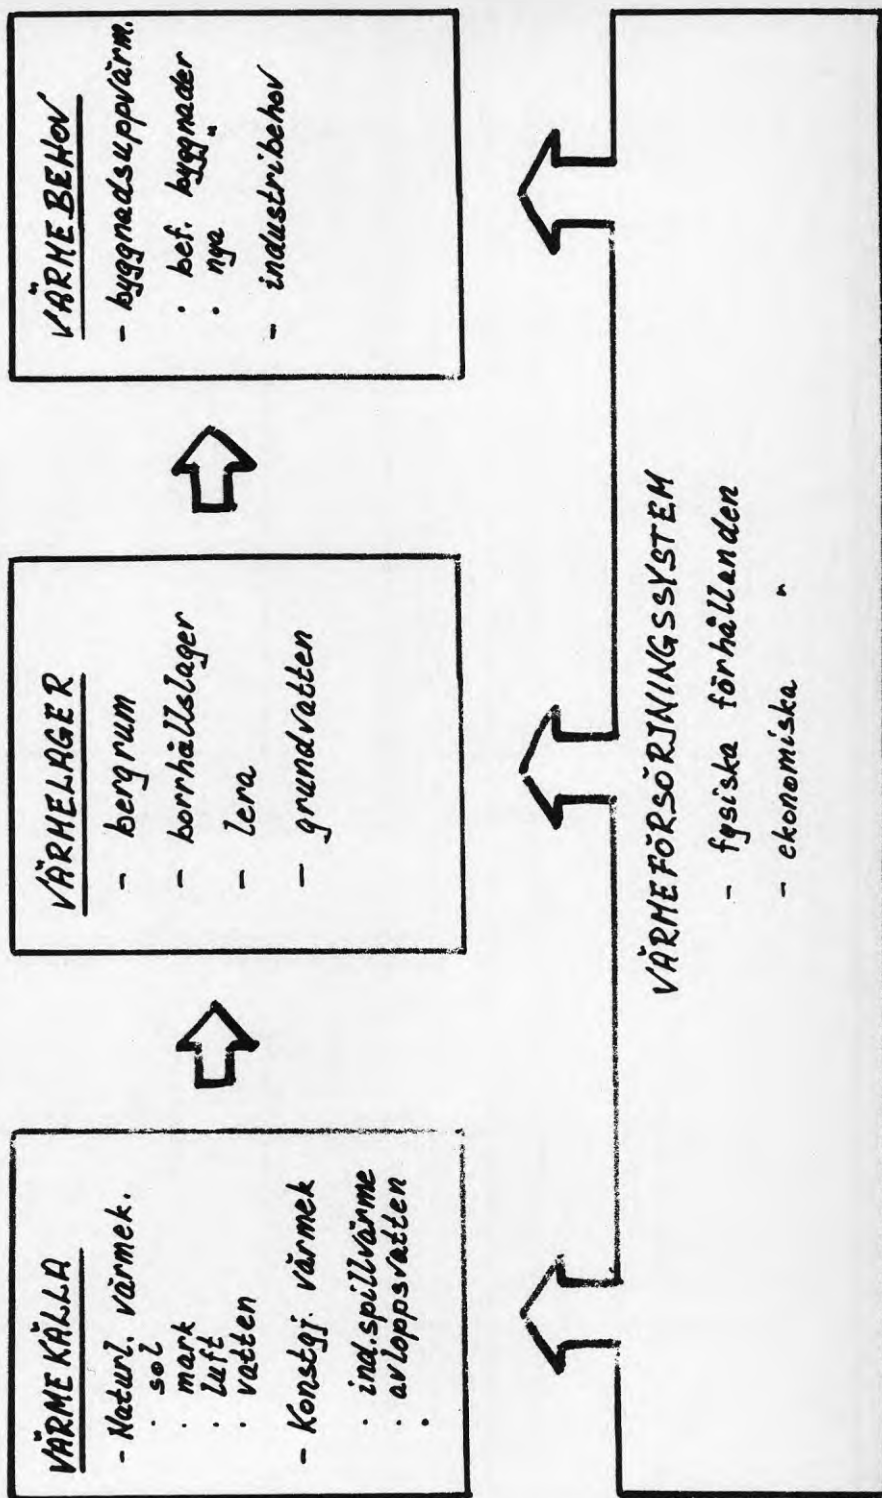 VÄRMEKÄLLA
- Naturl. värmek.
· sol
· mark
· luft
· vatten
- Konstgj. värmek
· ind.spillvärme
· avloppsvatten
·
VÄRMELAGER
- bergrum
- borrhållslager
- lera
- grundvatten
VÄRMEBEHOV
- byggnadsuppvärm.
· bef. byggnader
· nya "
- industribehov
VÄRMEFÖRSÖRJNINGSSYSTEM
- fysiska förhållanden
- ekonomiska "